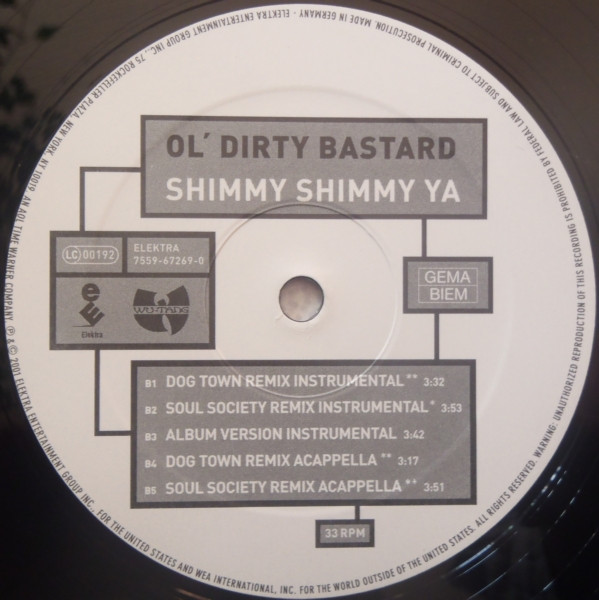 OL' DIRTY BASTARD
SHIMMY SHIMMY YA
LC 00192
ELEKTRA
7559-67269-0
Elektra
WU-TANG
GEMA
BIEM
B1 DOG TOWN REMIX INSTRUMENTAL ** 3:32
B2 SOUL SOCIETY REMIX INSTRUMENTAL * 3:53
B3 ALBUM VERSION INSTRUMENTAL 3:42
B4 DOG TOWN REMIX ACAPPELLA ** 3:17
B5 SOUL SOCIETY REMIX ACAPPELLA ** 3:51
33 RPM
℗ & © 2001 ELEKTRA ENTERTAINMENT GROUP INC., FOR THE UNITED STATES AND WEA INTERNATIONAL, INC. FOR THE WORLD OUTSIDE OF THE UNITED STATES. ALL RIGHTS RESERVED. WARNING: UNAUTHORIZED REPRODUCTION OF THIS RECORDING IS PROHIBITED BY FEDERAL LAW AND SUBJECT TO CRIMINAL PROSECUTION. MADE IN GERMANY · ELEKTRA ENTERTAINMENT GROUP INC., 75 ROCKEFELLER PLAZA, NEW YORK, NY 10019 AN AOL TIME WARNER COMPANY